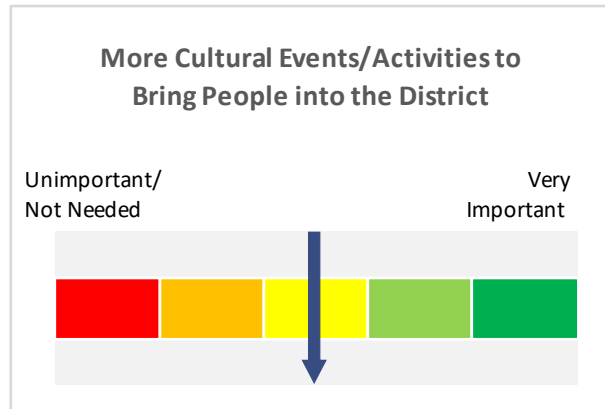 More Cultural Events/Activities to
Bring People into the District
Unimportant/
Not Needed
Very
Important